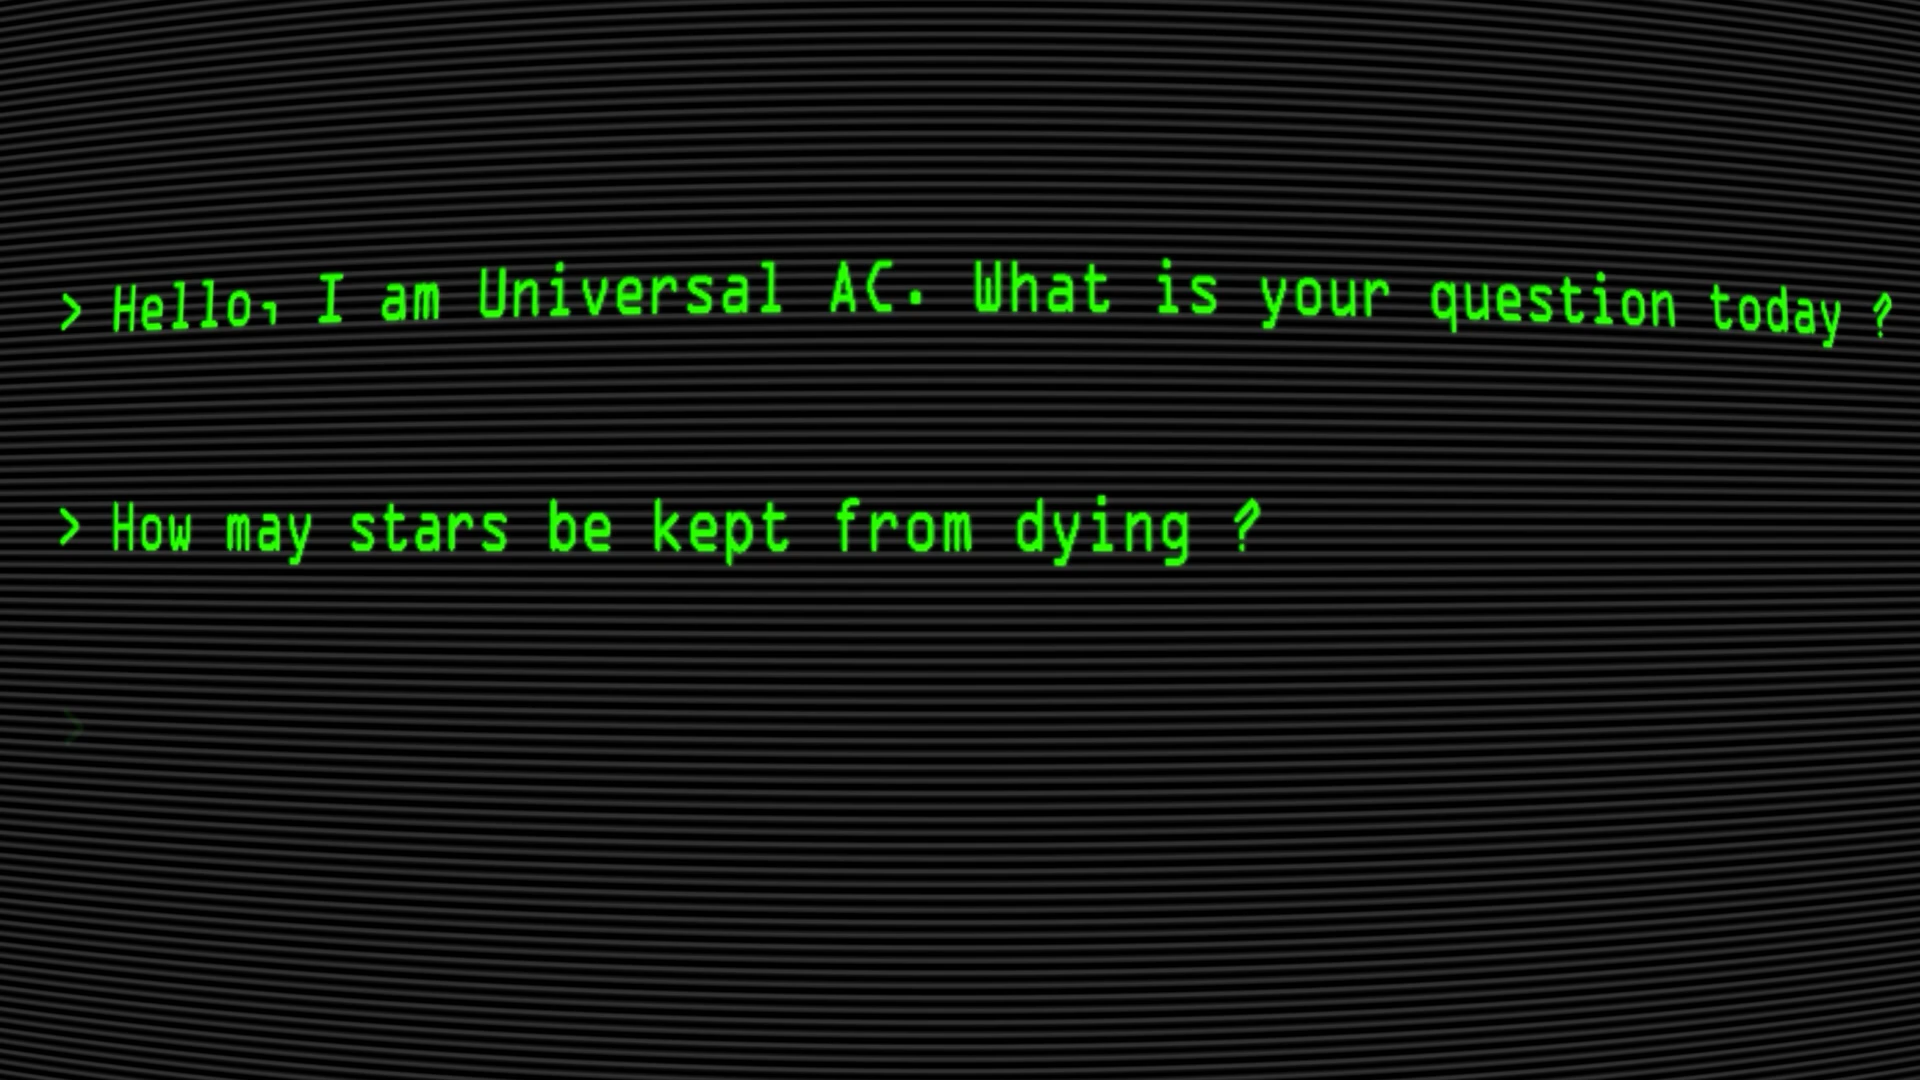 > Hello, I am Universal AC. What is your question today ?
> How may stars be kept from dying ?
>